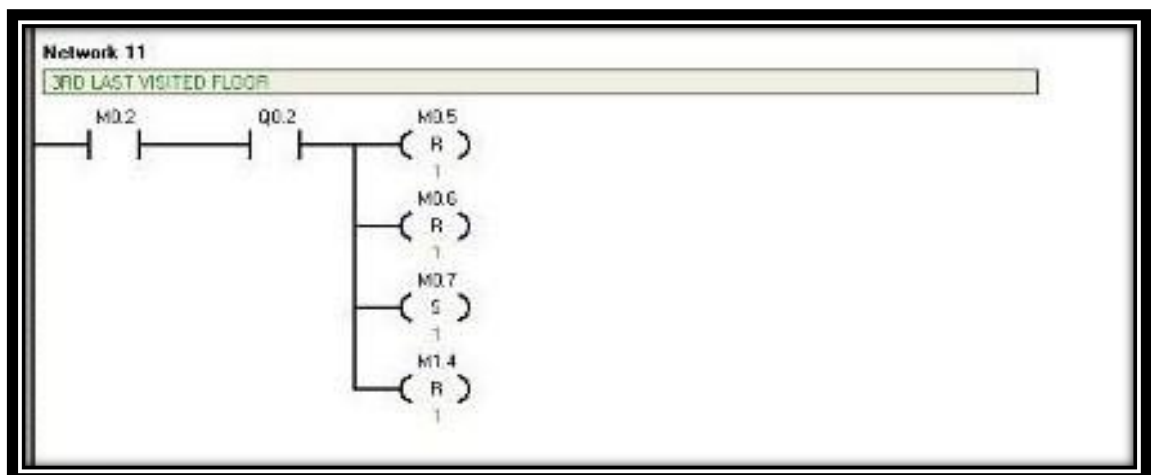 Network 11
3RD LAST VISITED FLOOR
M0.2 Q0.2 M0.5
R
1
M0.6
R
1
M0.7
S
1
M1.4
R
1